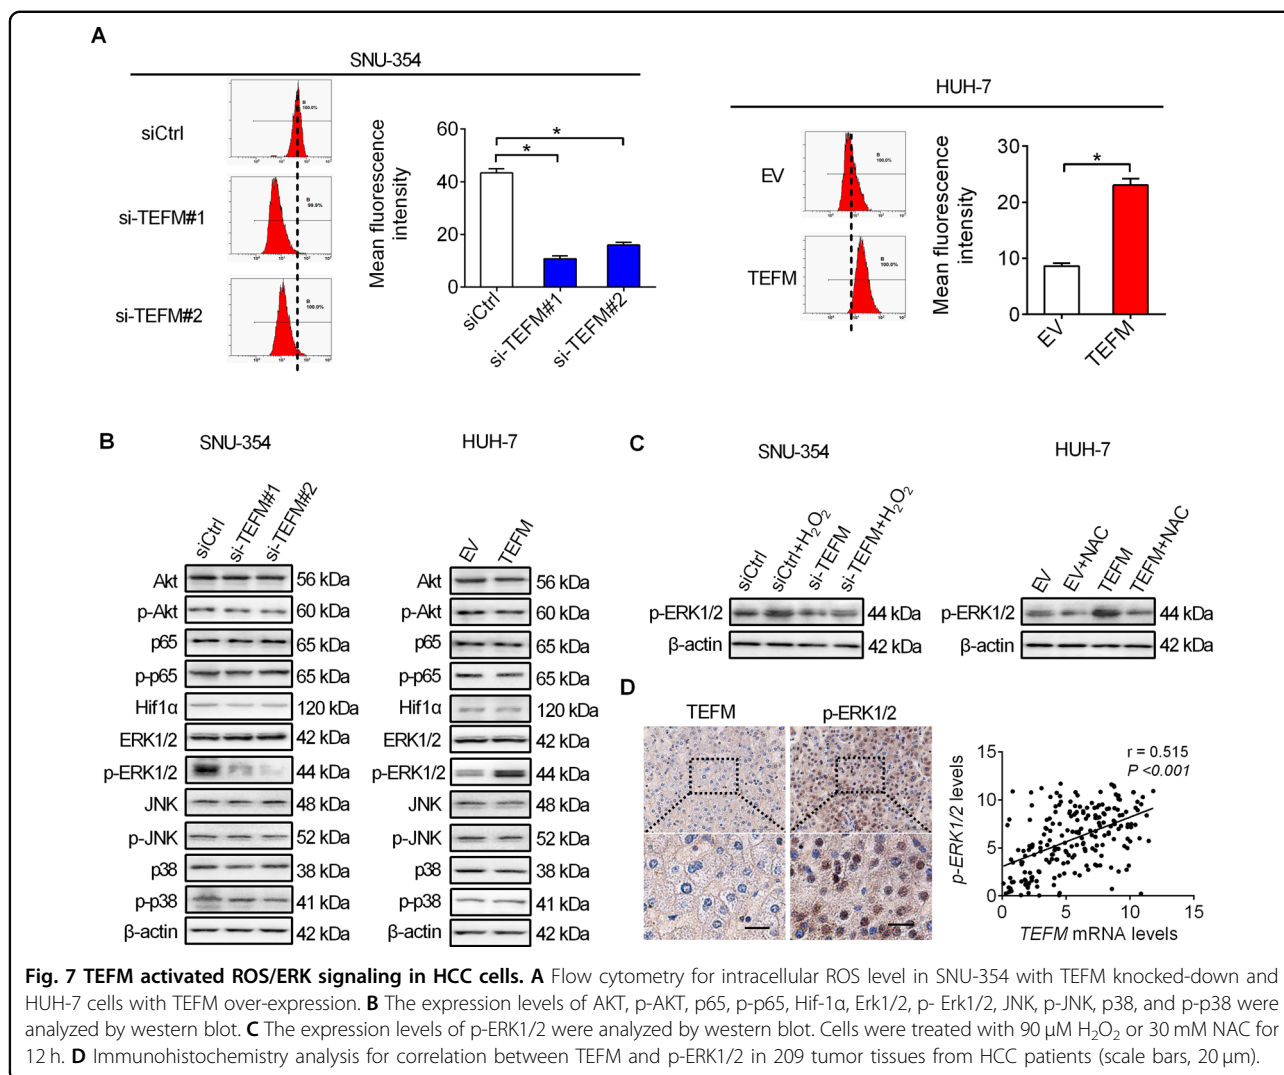 A
SNU-354
siCtrl
B
100.0%
si-TEFM#1
B
99.9%
si-TEFM#2
B
100.0%
Mean fluorescence
intensity
60
40
20
0
siCtrl
si-TEFM#1
si-TEFM#2
*
*
HUH-7
EV
B
100.0%
TEFM
B
100.0%
Mean fluorescence
intensity
30
20
10
0
EV
TEFM
*
B
SNU-354
siCtrl
si-TEFM#1
si-TEFM#2
Akt 56 kDa
p-Akt 60 kDa
p65 65 kDa
p-p65 65 kDa
Hif1α 120 kDa
ERK1/2 42 kDa
p-ERK1/2 44 kDa
JNK 48 kDa
p-JNK 52 kDa
p38 38 kDa
p-p38 41 kDa
β-actin 42 kDa
HUH-7
EV
TEFM
Akt 56 kDa
p-Akt 60 kDa
p65 65 kDa
p-p65 65 kDa
Hif1α 120 kDa
ERK1/2 42 kDa
p-ERK1/2 44 kDa
JNK 48 kDa
p-JNK 52 kDa
p38 38 kDa
p-p38 41 kDa
β-actin 42 kDa
C
SNU-354
siCtrl
siCtrl+H₂O₂
si-TEFM
si-TEFM+H₂O₂
p-ERK1/2 44 kDa
β-actin 42 kDa
HUH-7
EV
EV+NAC
TEFM
TEFM+NAC
p-ERK1/2 44 kDa
β-actin 42 kDa
D
TEFM
p-ERK1/2
r = 0.515
P <0.001
p-ERK1/2 levels
15
10
5
0
0 5 10 15
TEFM mRNA levels
Fig. 7 TEFM activated ROS/ERK signaling in HCC cells. A Flow cytometry for intracellular ROS level in SNU-354 with TEFM knocked-down and
HUH-7 cells with TEFM over-expression. B The expression levels of AKT, p-AKT, p65, p-p65, Hif-1α, Erk1/2, p- Erk1/2, JNK, p-JNK, p38, and p-p38 were
analyzed by western blot. C The expression levels of p-ERK1/2 were analyzed by western blot. Cells were treated with 90 μM H₂O₂ or 30 mM NAC for
12 h. D Immunohistochemistry analysis for correlation between TEFM and p-ERK1/2 in 209 tumor tissues from HCC patients (scale bars, 20 μm).